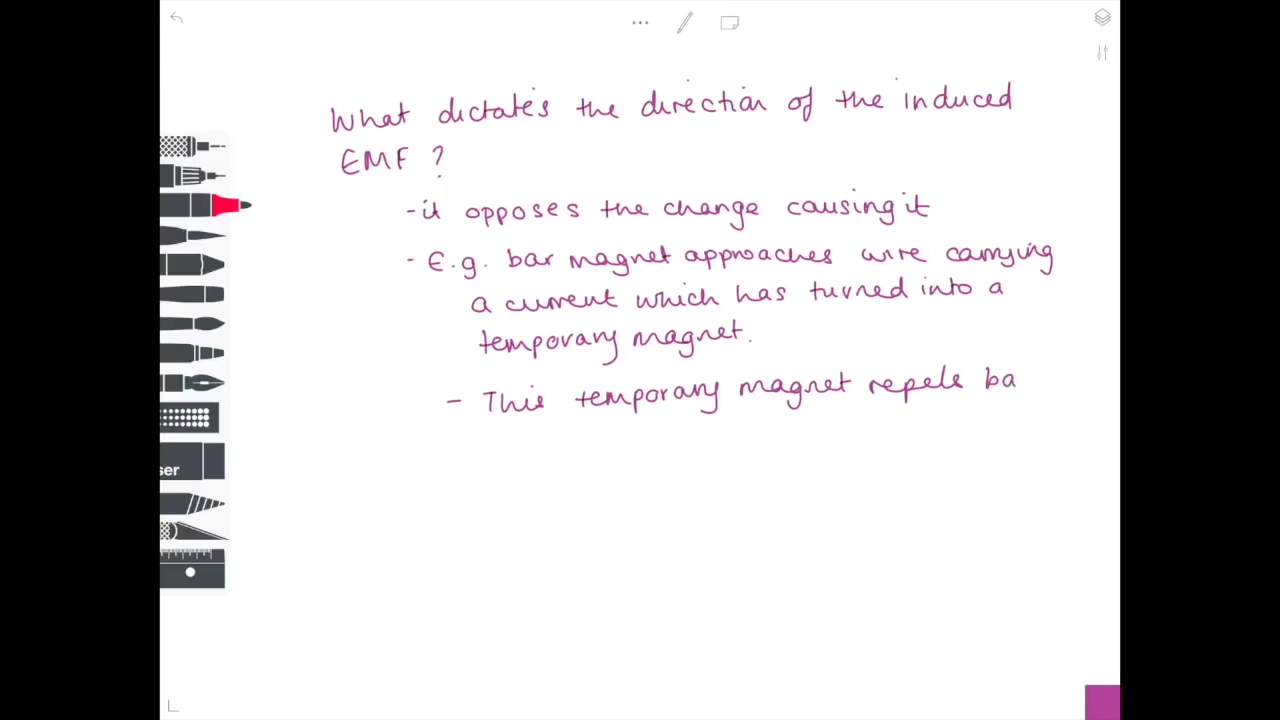 What dictates the direction of the induced
EMF ?
- it opposes the change causing it
- E.g. bar magnet approaches wire carrying
a current which has turned into a
temporary magnet.
- This temporary magnet repels ba
ser